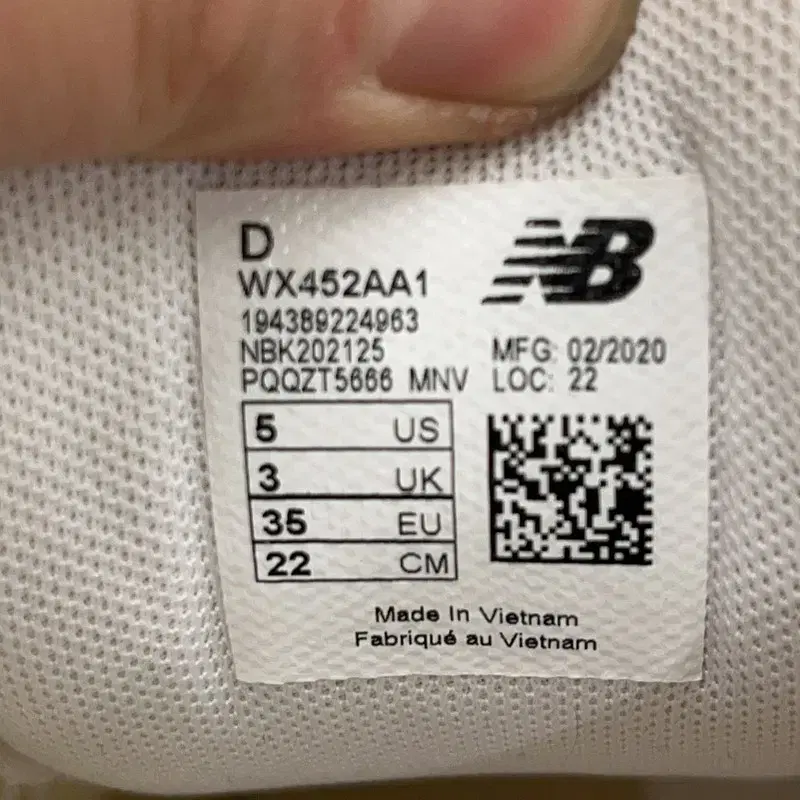 D
NB
WX452AA1
194389224963
NBK202125
MFG: 02/2020
PQQZT5666 MNV
LOC: 22
5 US
3 UK
35 EU
22 CM
Made In Vietnam
Fabriqué au Vietnam